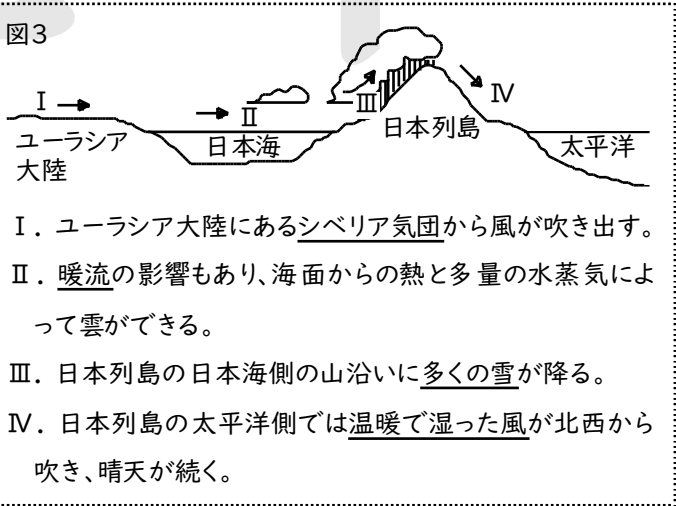 図3
Ⅰ
Ⅱ
Ⅲ
Ⅳ
ユーラシア
大陸
日本海
日本列島
太平洋
Ⅰ. ユーラシア大陸にあるシベリア気団から風が吹き出す。
Ⅱ. 暖流の影響もあり、海面からの熱と多量の水蒸気によ
って雲ができる。
Ⅲ. 日本列島の日本海側の山沿いに多くの雪が降る。
Ⅳ. 日本列島の太平洋側では温暖で湿った風が北西から
吹き、晴天が続く。